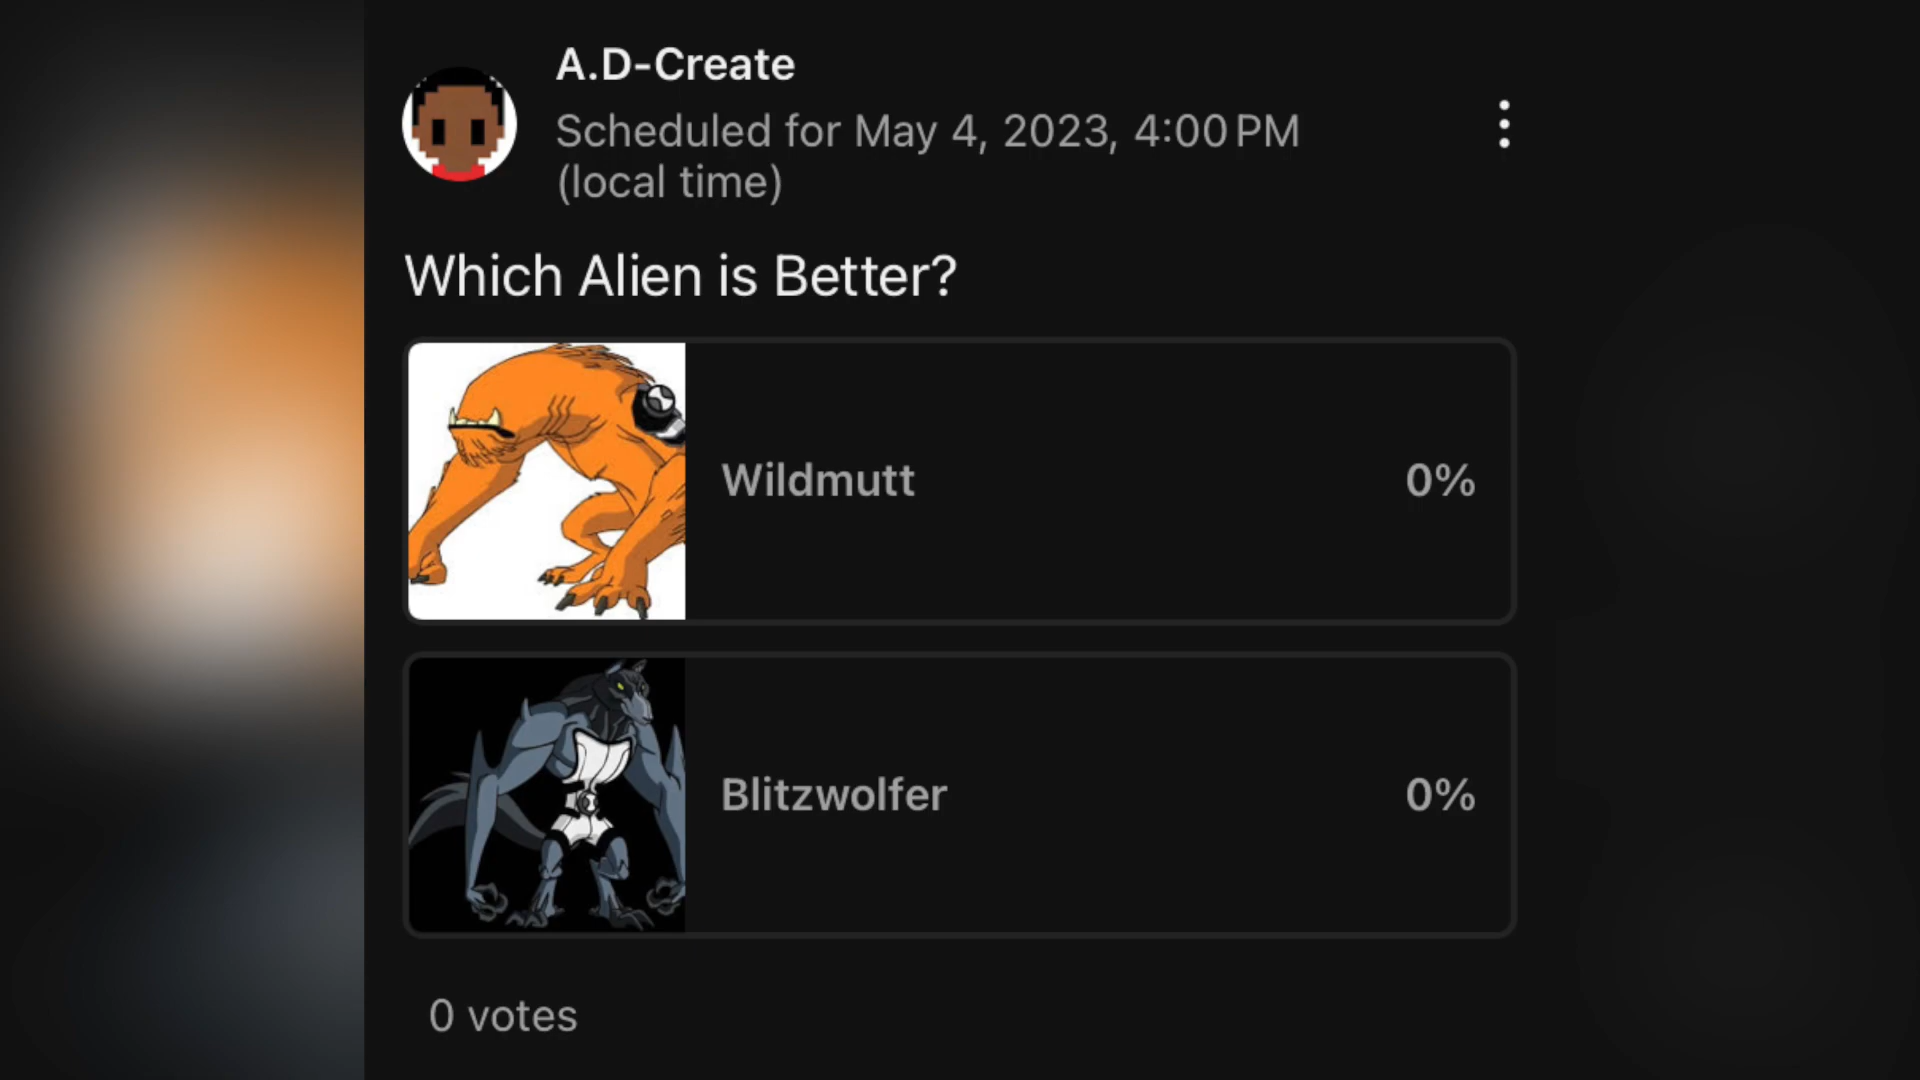 A.D-Create
Scheduled for May 4, 2023, 4:00 PM
(local time)
Which Alien is Better?
Wildmutt 0%
Blitzwolfer 0%
0 votes